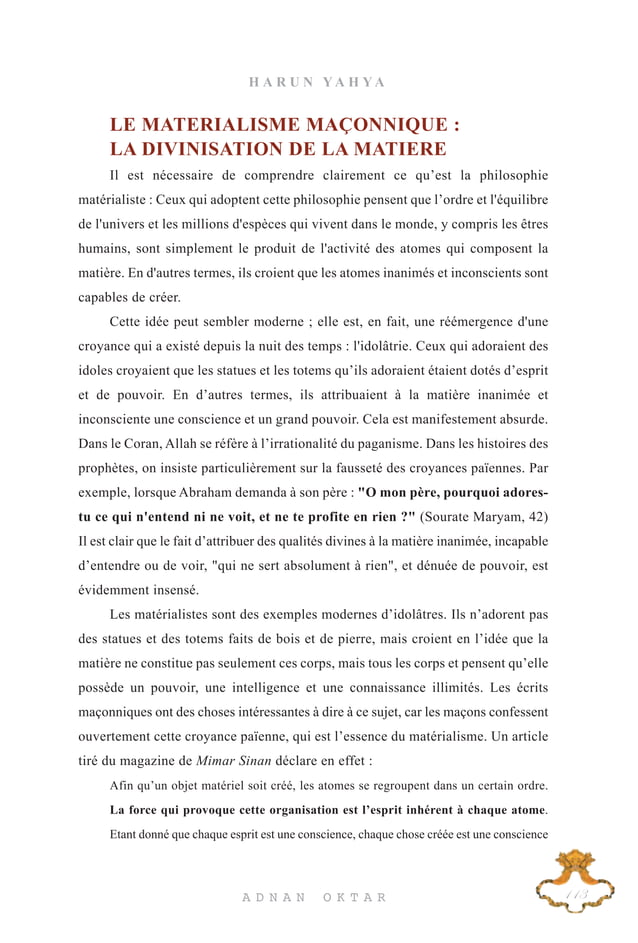 HARUN YAHYA
LE MATERIALISME MAÇONNIQUE :
LA DIVINISATION DE LA MATIERE
Il est nécessaire de comprendre clairement ce qu’est la philosophie
matérialiste : Ceux qui adoptent cette philosophie pensent que l’ordre et l'équilibre
de l'univers et les millions d'espèces qui vivent dans le monde, y compris les êtres
humains, sont simplement le produit de l'activité des atomes qui composent la
matière. En d'autres termes, ils croient que les atomes inanimés et inconscients sont
capables de créer.
Cette idée peut sembler moderne ; elle est, en fait, une réémergence d'une
croyance qui a existé depuis la nuit des temps : l'idolâtrie. Ceux qui adoraient des
idoles croyaient que les statues et les totems qu’ils adoraient étaient dotés d’esprit
et de pouvoir. En d’autres termes, ils attribuaient à la matière inanimée et
inconsciente une conscience et un grand pouvoir. Cela est manifestement absurde.
Dans le Coran, Allah se réfère à l’irrationalité du paganisme. Dans les histoires des
prophètes, on insiste particulièrement sur la fausseté des croyances païennes. Par
exemple, lorsque Abraham demanda à son père : "O mon père, pourquoi adores-
tu ce qui n'entend ni ne voit, et ne te profite en rien ?" (Sourate Maryam, 42)
Il est clair que le fait d’attribuer des qualités divines à la matière inanimée, incapable
d’entendre ou de voir, "qui ne sert absolument à rien", et dénuée de pouvoir, est
évidemment insensé.
Les matérialistes sont des exemples modernes d’idolâtres. Ils n’adorent pas
des statues et des totems faits de bois et de pierre, mais croient en l’idée que la
matière ne constitue pas seulement ces corps, mais tous les corps et pensent qu’elle
possède un pouvoir, une intelligence et une connaissance illimités. Les écrits
maçonniques ont des choses intéressantes à dire à ce sujet, car les maçons confessent
ouvertement cette croyance païenne, qui est l’essence du matérialisme. Un article
tiré du magazine de Mimar Sinan déclare en effet :
Afin qu’un objet matériel soit créé, les atomes se regroupent dans un certain ordre.
La force qui provoque cette organisation est l’esprit inhérent à chaque atome.
Etant donné que chaque esprit est une conscience, chaque chose créée est une conscience
113
ADNAN OKTAR